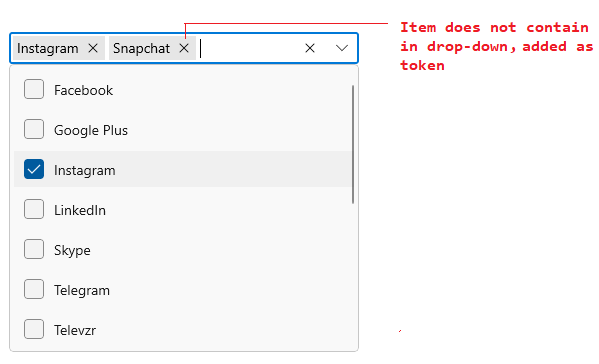 Item does not contain
in drop-down, added as
token
Instagram Snapchat
Facebook
Google Plus
Instagram
LinkedIn
Skype
Telegram
Televzr